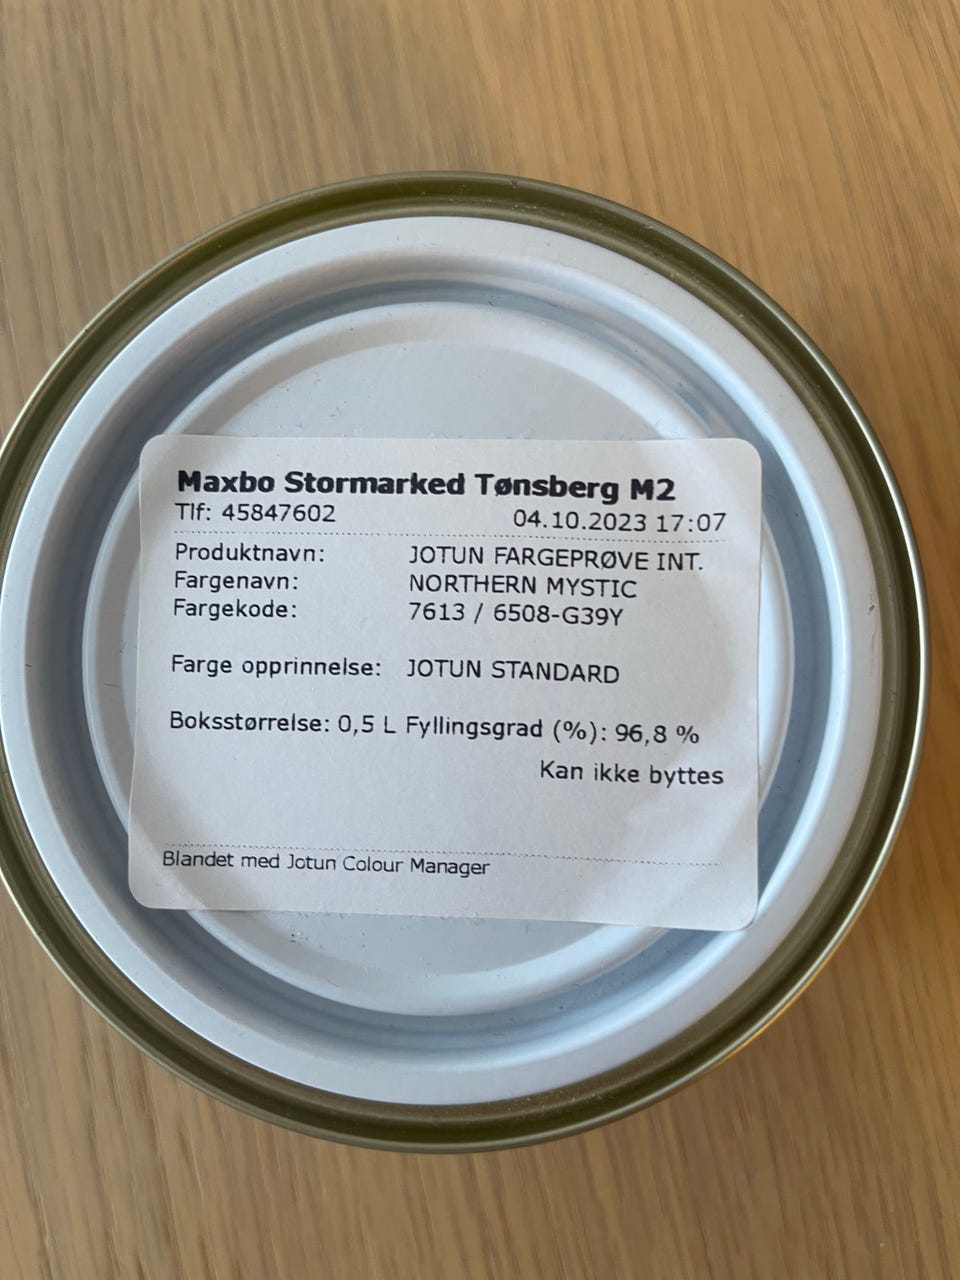 Maxbo Stormarked Tønsberg M2
Tlf: 45847602 04.10.2023 17:07
Produktnavn: JOTUN FARGEPRØVE INT.
Fargenavn: NORTHERN MYSTIC
Fargekode: 7613 / 6508-G39Y
Farge opprinnelse: JOTUN STANDARD
Boksstørrelse: 0,5 L Fyllingsgrad (%): 96,8 %
Kan ikke byttes
Blandet med Jotun Colour Manager